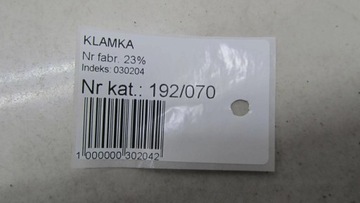 KLAMKA
Nr fabr. 23%
Indeks: 030204
Nr kat.: 192/070
1 000000 302042